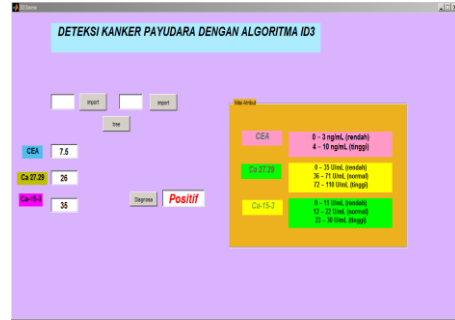 DETEKSI KANKER PAYUDARA DENGAN ALGORITMA ID3
import
import
tree
CEA 7.5
Ca 27.29 26
Ca-15-3 35
Diagnosa Positif
Nilai Atribut
CEA
0 – 3 ng/mL (rendah)
4 – 10 ng/mL (tinggi)
Ca 27.29
0 – 35 U/mL (rendah)
36 – 71 U/mL (normal)
72 – 110 U/mL (tinggi)
Ca-15-3
0 – 11 U/mL (rendah)
12 – 22 U/mL (normal)
23 – 30 U/mL (tinggi)